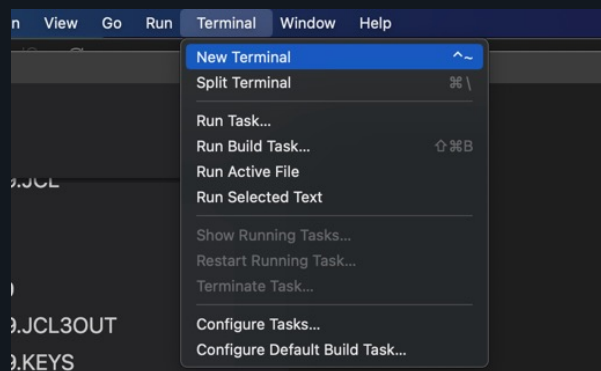 View Go Run Terminal Window Help
New Terminal ^~
Split Terminal ⌘\
Run Task...
Run Build Task... ⇧⌘B
Run Active File
Run Selected Text
Show Running Tasks...
Restart Running Task...
Terminate Task...
Configure Tasks...
Configure Default Build Task...
.JCL
9.JCL3OUT
9.KEYS